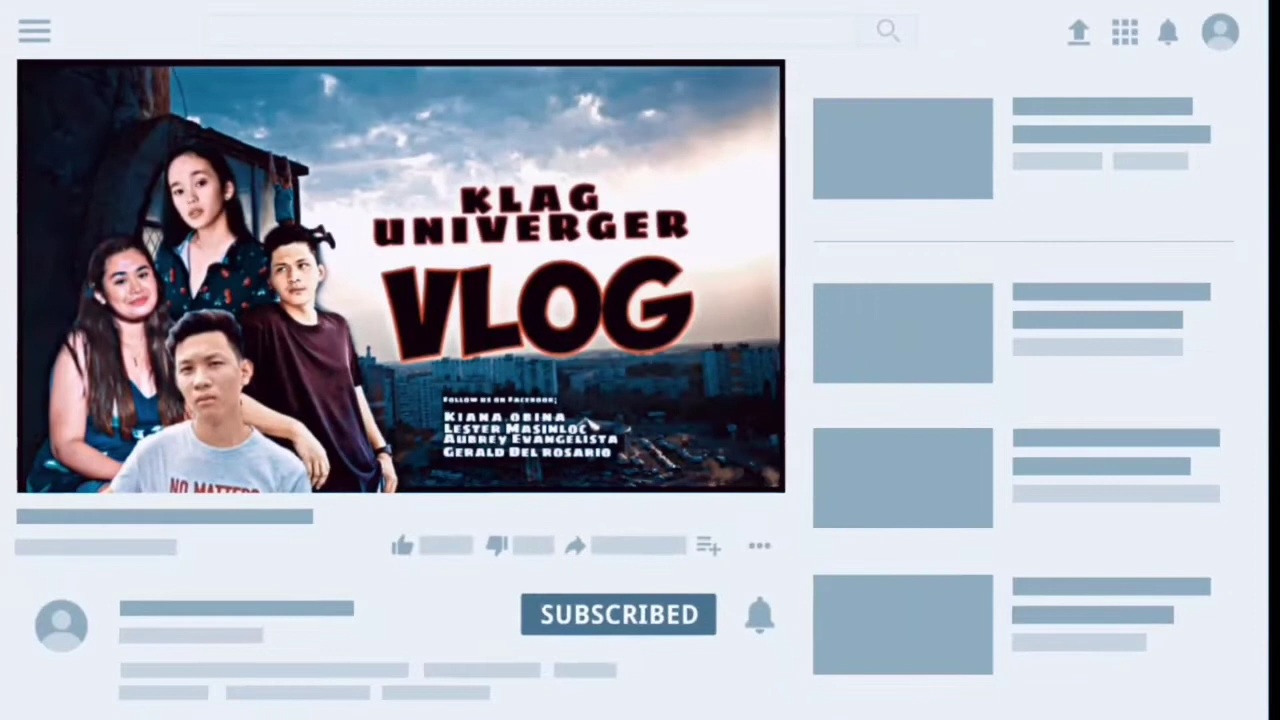 KLAG
UNIVERGER
VLOG
FOLLOW US ON FACEBOOK;
KIANA OBINA
LESTER MASINLOC
AUBREY EVANGELISTA
GERALD DEL ROSARIO
NO MATTERS
SUBSCRIBED